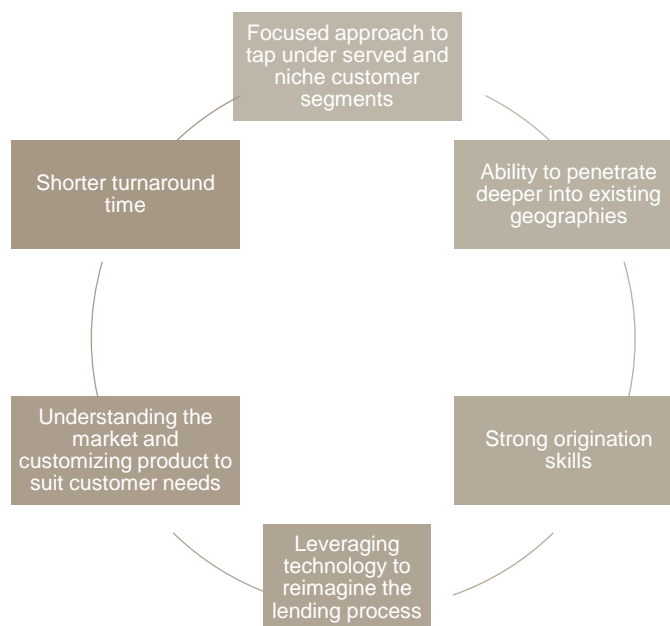 Focused approach to
tap under served and
niche customer
segments
Ability to penetrate
deeper into existing
geographies
Strong origination
skills
Leveraging
technology to
reimagine the
lending process
Understanding the
market and
customizing product to
suit customer needs
Shorter turnaround
time